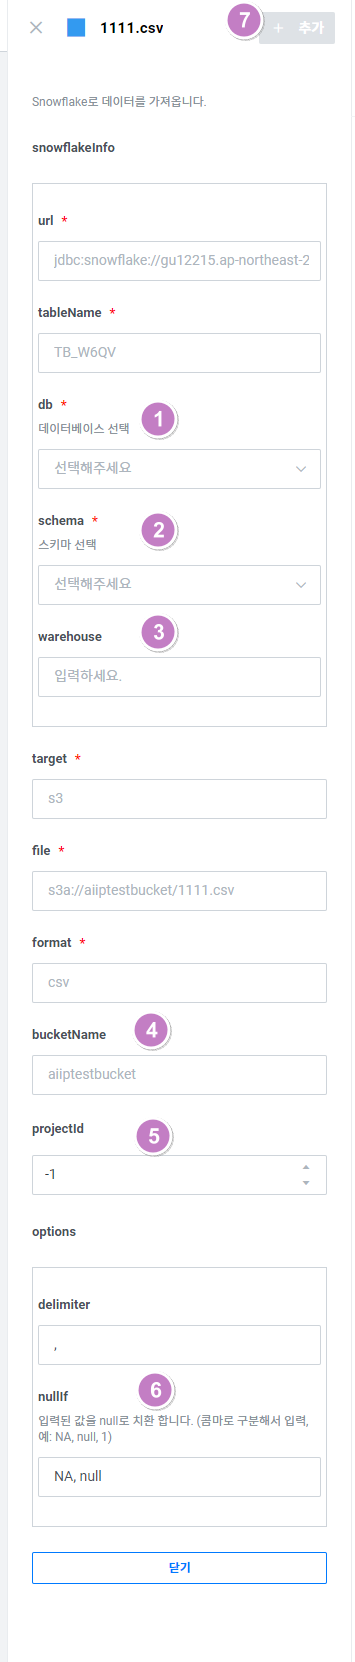 1111.csv
7
+ 추가
Snowflake로 데이터를 가져옵니다.
snowflakeInfo
url *
jdbc:snowflake://gu12215.ap-northeast-2
tableName *
TB_W6QV
db *
1
데이터베이스 선택
선택해주세요
schema *
2
스키마 선택
선택해주세요
warehouse
3
입력하세요.
target *
s3
file *
s3a://aiiptestbucket/1111.csv
format *
csv
bucketName
4
aiiptestbucket
projectId
5
-1
options
delimiter
,
nullIf
6
입력된 값을 null로 치환 합니다. (콤마로 구분해서 입력,
예: NA, null, 1)
NA, null
닫기